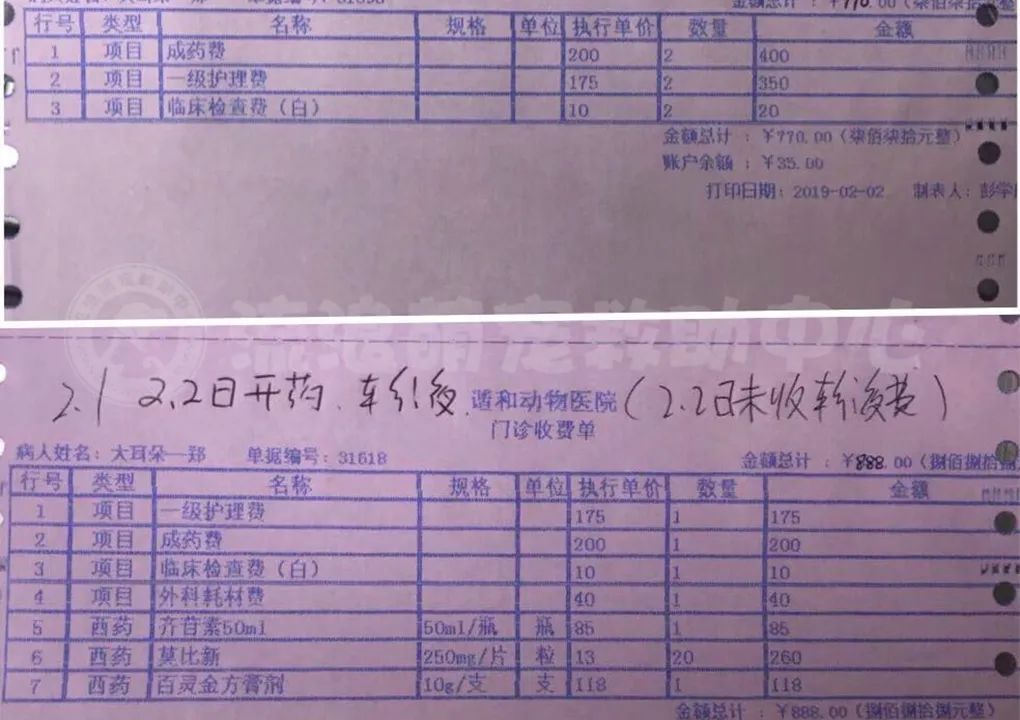 金额总计 ：￥770.00（柒佰柒拾元整
行号 类型 名称 规格 单位 执行单价 数量 金额
1 项目 成药费 200 2 400
2 项目 一级护理费 175 2 350
3 项目 临床检查费（白） 10 2 20
金额总计 ：￥770.00（柒佰柒拾元整）
账户余额 ：￥35.00
打印日期：2019-02-02 制表人：彭学
流浪萌宠救助中心
2.1 2.2日开药、 谐和动物医院 （2.2日未收 费）
门诊收费单
病人姓名：大耳朵--郑 单据编号：31618 金额总计 ：￥888.00（捌佰捌拾捌
行号 类型 名称 规格 单位 执行单价 数量 金额
1 项目 一级护理费 175 1 175
2 项目 成药费 200 1 200
3 项目 临床检查费（白） 10 1 10
4 项目 外科耗材费 40 1 40
5 西药 齐苷素50ml 50ml/瓶 瓶 85 1 85
6 西药 莫比新 250mg/片 粒 13 20 260
7 西药 百灵金方膏剂 10g/支 支 118 1 118
金额总计 ：￥888.00（捌佰捌拾捌元整）